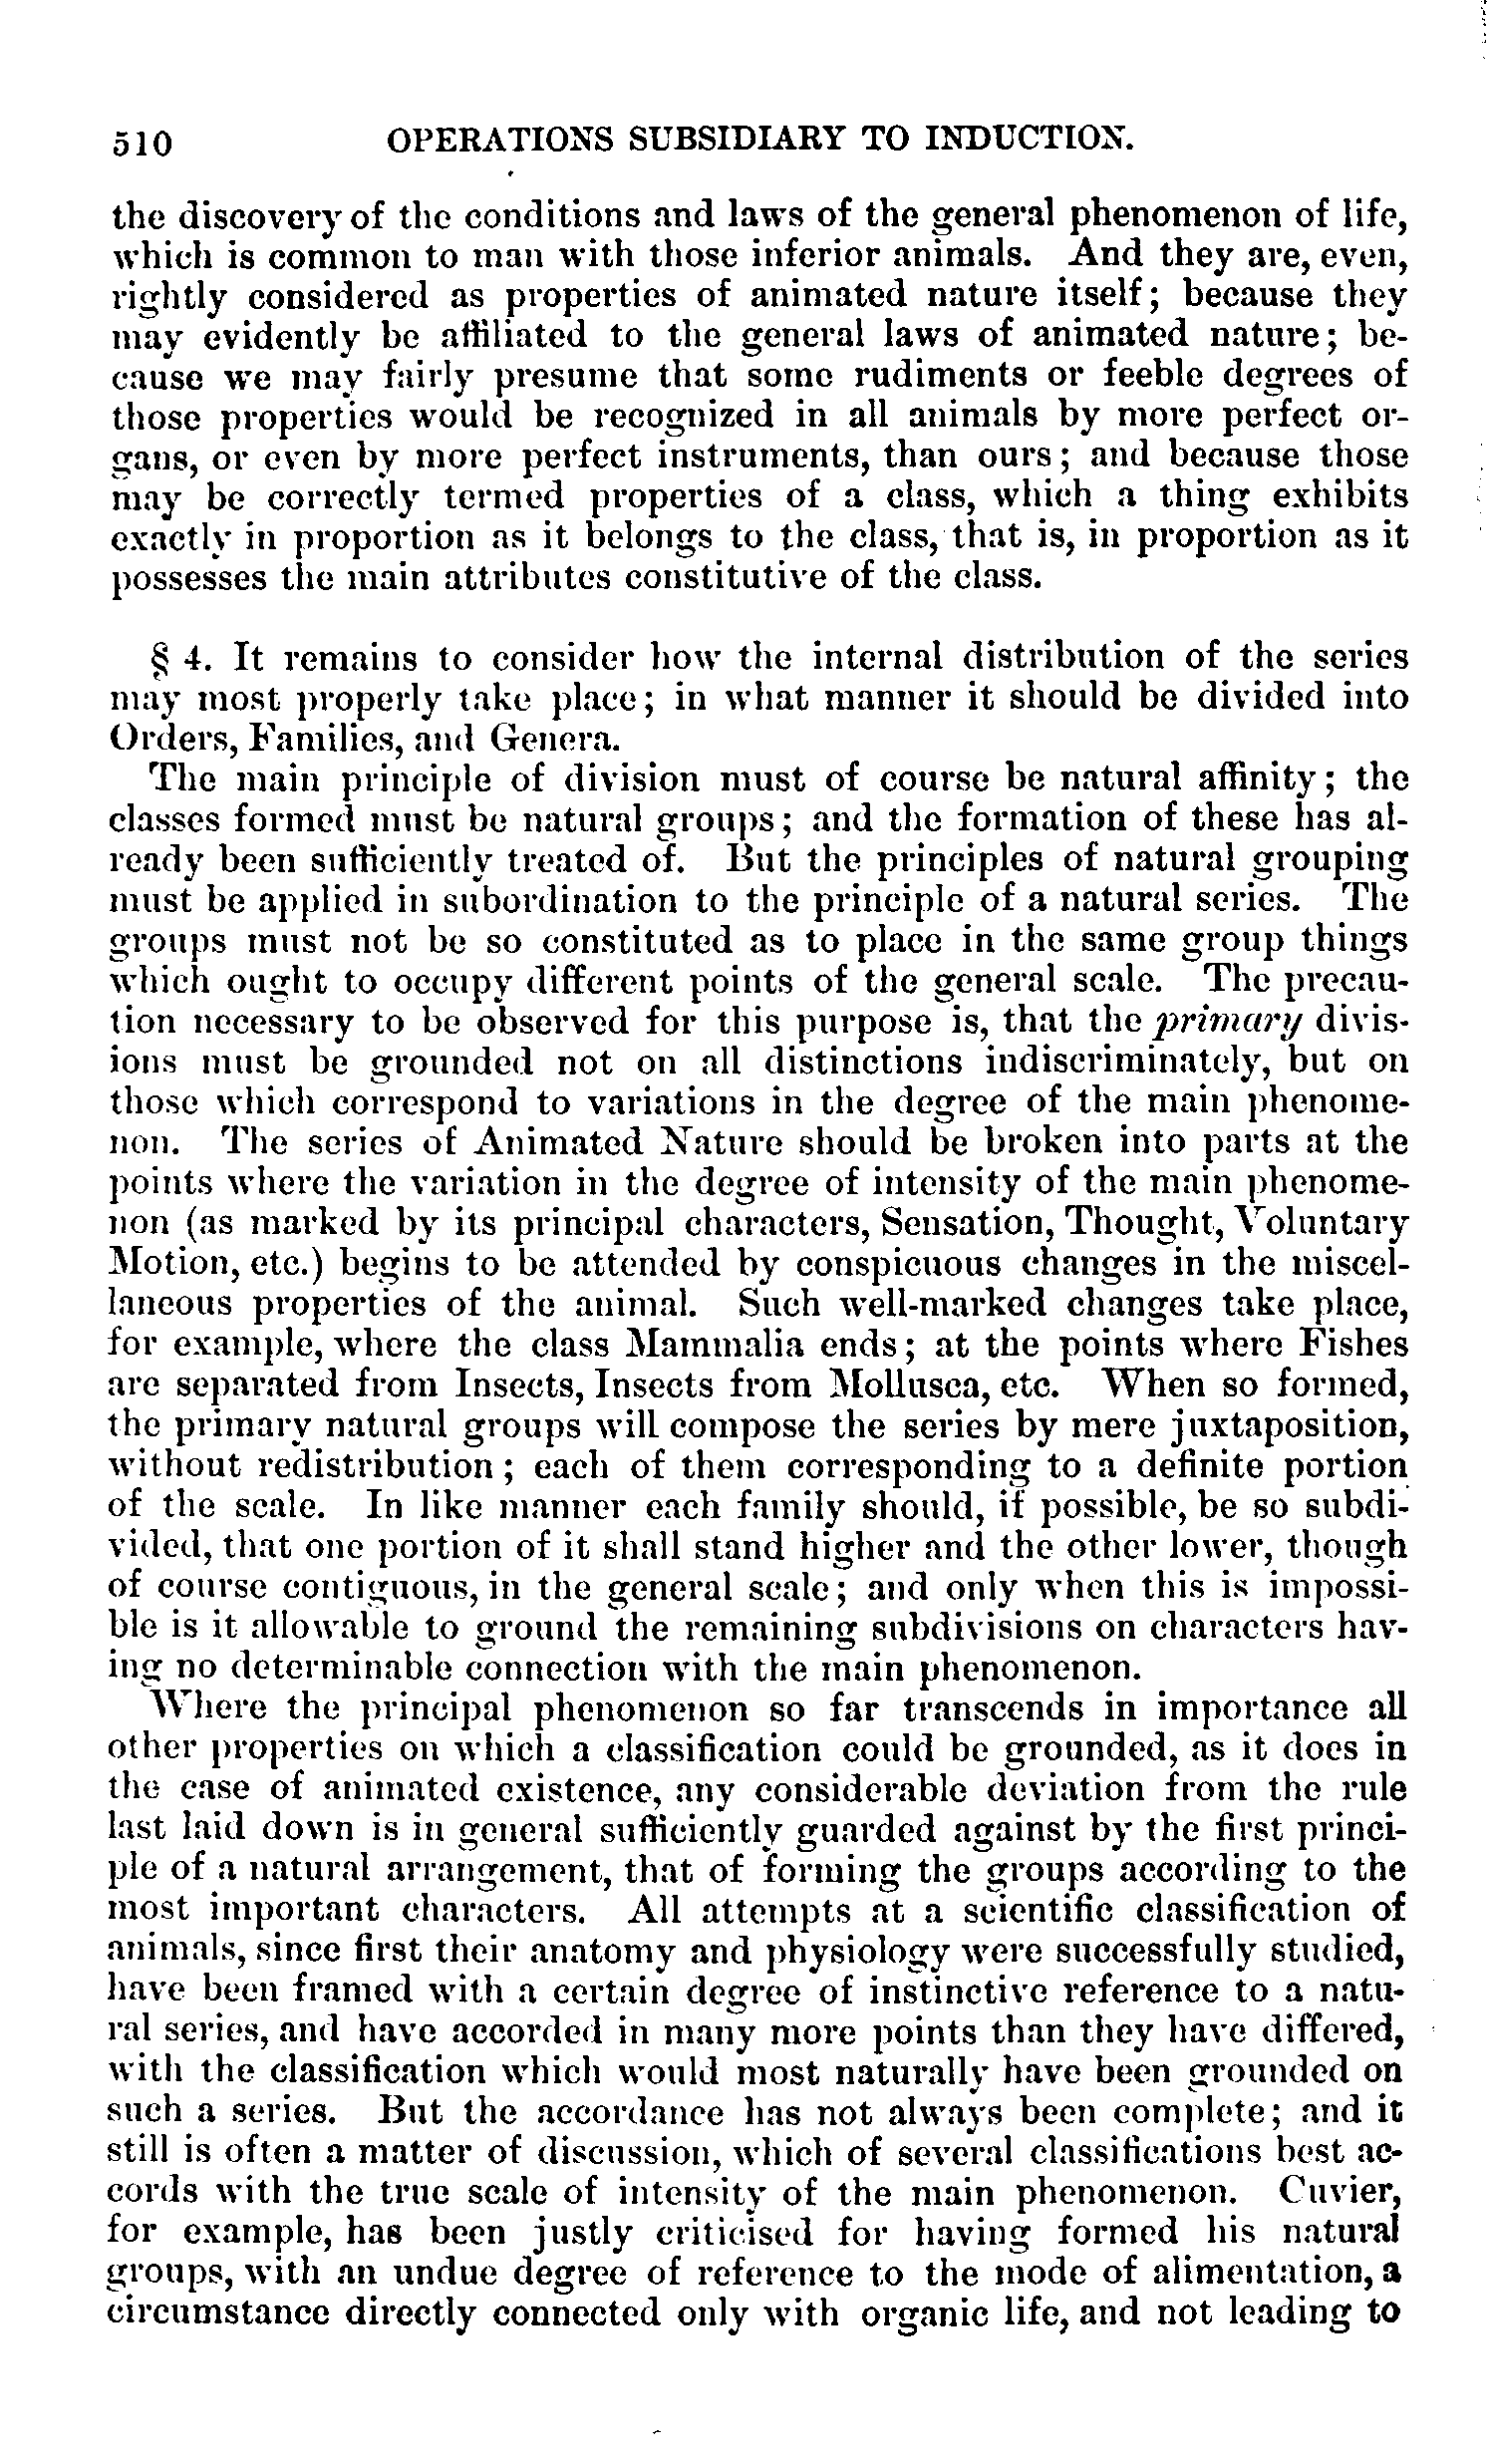 510 OPERATIONS SUBSIDIARY TO INDUCTION.
the discovery of the conditions and laws of the general phenomenon of life,
which is common to man with those inferior animals. And they are, even,
rightly considered as properties of animated nature itself; because they
may evidently be affiliated to the general laws of animated nature; be-
cause we may fairly presume that some rudiments or feeble degrees of
those properties would be recognized in all animals by more perfect or-
gans, or even by more perfect instruments, than ours; and because those
may be correctly termed properties of a class, which a thing exhibits
exactly in proportion as it belongs to the class, that is, in proportion as it
possesses the main attributes constitutive of the class.
§ 4. It remains to consider how the internal distribution of the series
may most properly take place; in what manner it should be divided into
Orders, Families, and Genera.
The main principle of division must of course be natural affinity; the
classes formed must be natural groups; and the formation of these has al-
ready been sufficiently treated of. But the principles of natural grouping
must be applied in subordination to the principle of a natural series. The
groups must not be so constituted as to place in the same group things
which ought to occupy different points of the general scale. The precau-
tion necessary to be observed for this purpose is, that the primary divis-
ions must be grounded not on all distinctions indiscriminately, but on
those which correspond to variations in the degree of the main phenome-
non. The series of Animated Nature should be broken into parts at the
points where the variation in the degree of intensity of the main phenome-
non (as marked by its principal characters, Sensation, Thought, Voluntary
Motion, etc.) begins to be attended by conspicuous changes in the miscel-
laneous properties of the animal. Such well-marked changes take place,
for example, where the class Mammalia ends; at the points where Fishes
are separated from Insects, Insects from Mollusca, etc. When so formed,
the primary natural groups will compose the series by mere juxtaposition,
without redistribution; each of them corresponding to a definite portion
of the scale. In like manner each family should, if possible, be so subdi-
vided, that one portion of it shall stand higher and the other lower, though
of course contiguous, in the general scale; and only when this is impossi-
ble is it allowable to ground the remaining subdivisions on characters hav-
ing no determinable connection with the main phenomenon.
Where the principal phenomenon so far transcends in importance all
other properties on which a classification could be grounded, as it does in
the case of animated existence, any considerable deviation from the rule
last laid down is in general sufficiently guarded against by the first princi-
ple of a natural arrangement, that of forming the groups according to the
most important characters. All attempts at a scientific classification of
animals, since first their anatomy and physiology were successfully studied,
have been framed with a certain degree of instinctive reference to a natu-
ral series, and have accorded in many more points than they have differed,
with the classification which would most naturally have been grounded on
such a series. But the accordance has not always been complete; and it
still is often a matter of discussion, which of several classifications best ac-
cords with the true scale of intensity of the main phenomenon. Cuvier,
for example, has been justly criticised for having formed his natural
groups, with an undue degree of reference to the mode of alimentation, a
circumstance directly connected only with organic life, and not leading to